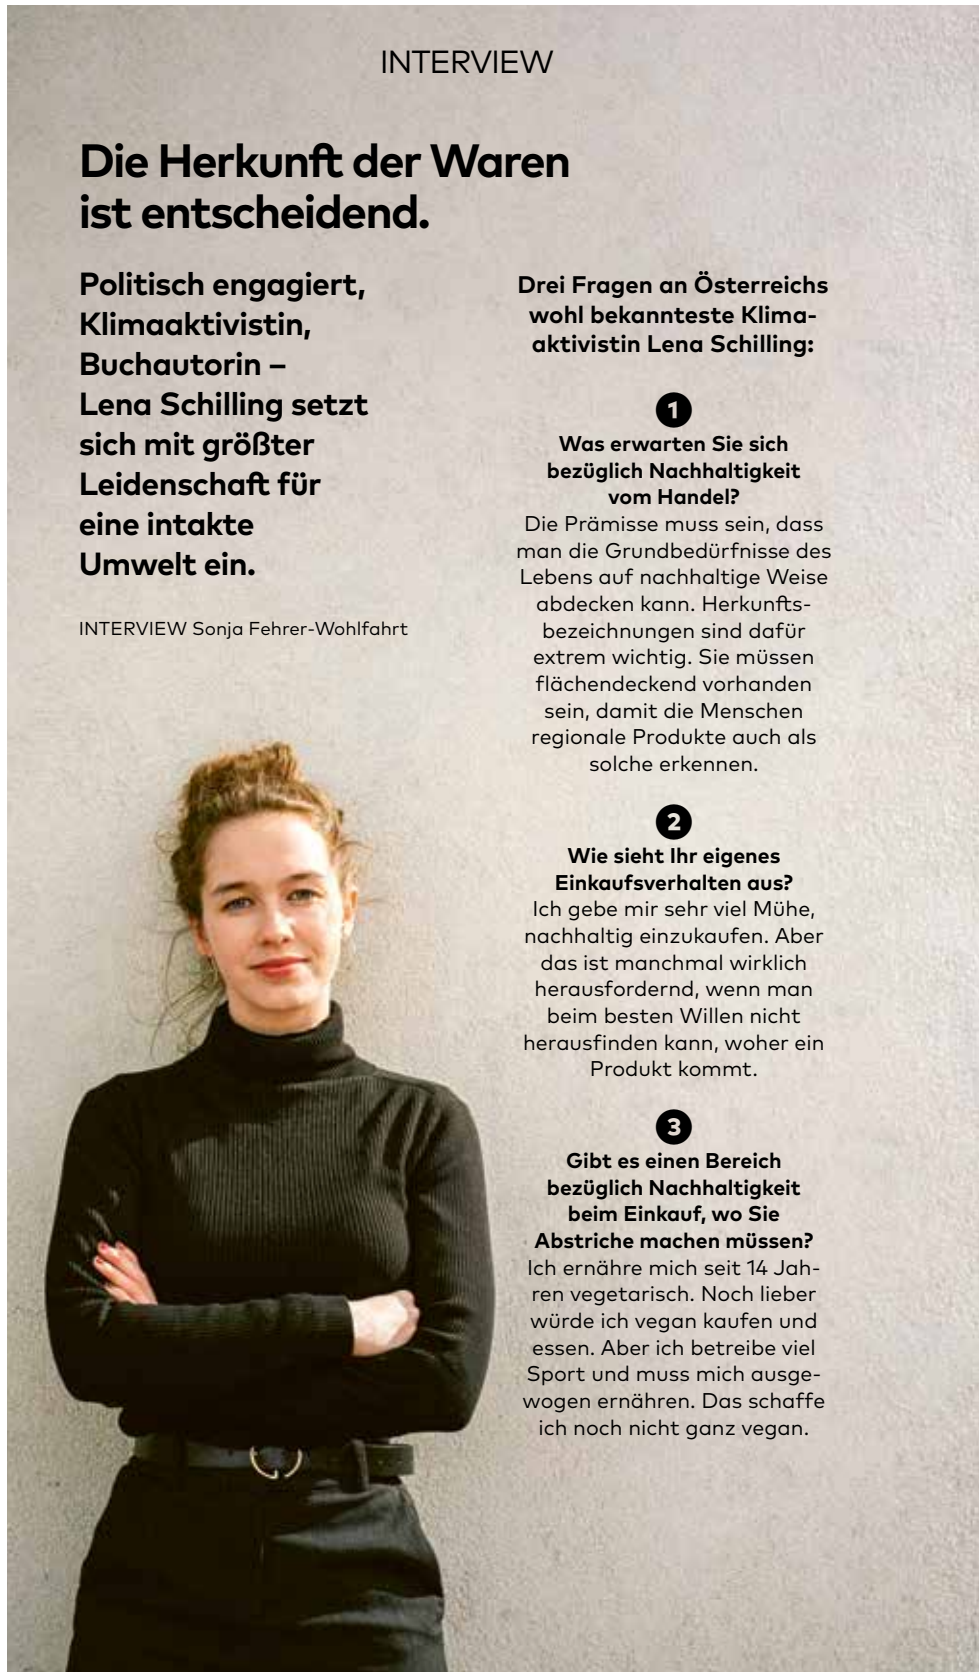 INTERVIEW
Die Herkunft der Waren
ist entscheidend.
Politisch engagiert,
Klimaaktivistin,
Buchautorin –
Lena Schilling setzt
sich mit größter
Leidenschaft für
eine intakte
Umwelt ein.
INTERVIEW Sonja Fehrer-Wohlfahrt
Drei Fragen an Österreichs
wohl bekannteste Klima-
aktivistin Lena Schilling:
1
Was erwarten Sie sich
bezüglich Nachhaltigkeit
vom Handel?
Die Prämisse muss sein, dass
man die Grundbedürfnisse des
Lebens auf nachhaltige Weise
abdecken kann. Herkunfts-
bezeichnungen sind dafür
extrem wichtig. Sie müssen
flächendeckend vorhanden
sein, damit die Menschen
regionale Produkte auch als
solche erkennen.
2
Wie sieht Ihr eigenes
Einkaufsverhalten aus?
Ich gebe mir sehr viel Mühe,
nachhaltig einzukaufen. Aber
das ist manchmal wirklich
herausfordernd, wenn man
beim besten Willen nicht
herausfinden kann, woher ein
Produkt kommt.
3
Gibt es einen Bereich
bezüglich Nachhaltigkeit
beim Einkauf, wo Sie
Abstriche machen müssen?
Ich ernähre mich seit 14 Jah-
ren vegetarisch. Noch lieber
würde ich vegan kaufen und
essen. Aber ich betreibe viel
Sport und muss mich ausge-
wogen ernähren. Das schaffe
ich noch nicht ganz vegan.